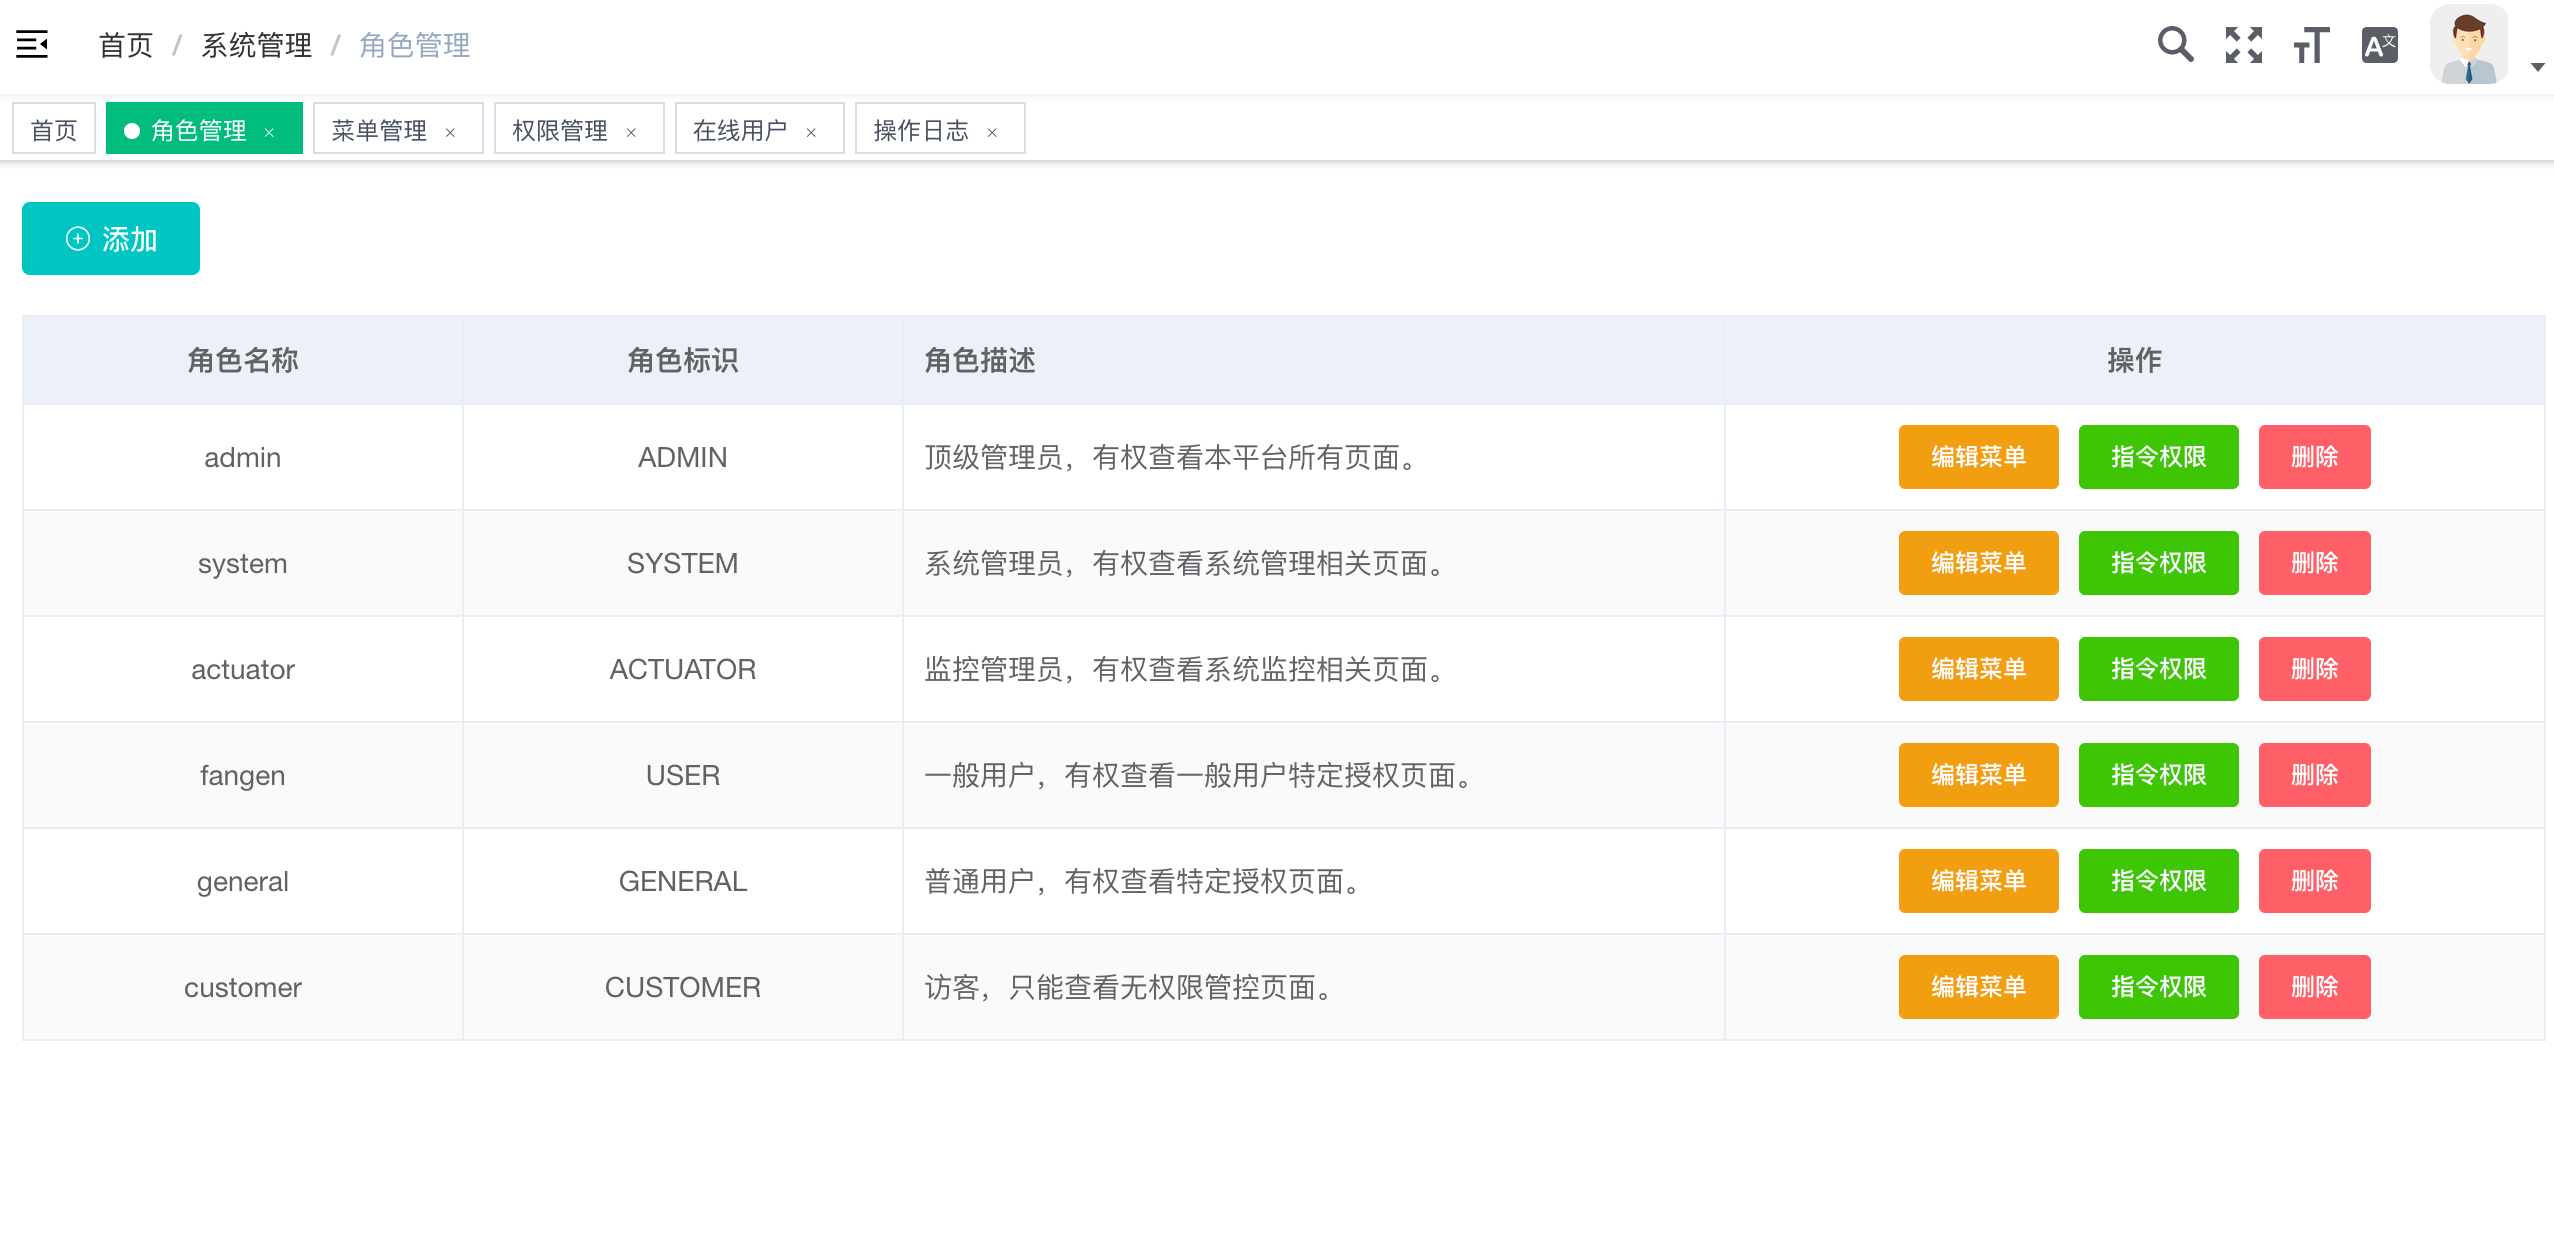 首页 / 系统管理 / 角色管理
首页 角色管理 × 菜单管理 × 权限管理 × 在线用户 × 操作日志 ×
添加
角色名称 角色标识 角色描述 操作
admin ADMIN 顶级管理员，有权查看本平台所有页面。 编辑菜单 指令权限 删除
system SYSTEM 系统管理员，有权查看系统管理相关页面。 编辑菜单 指令权限 删除
actuator ACTUATOR 监控管理员，有权查看系统监控相关页面。 编辑菜单 指令权限 删除
fangen USER 一般用户，有权查看一般用户特定授权页面。 编辑菜单 指令权限 删除
general GENERAL 普通用户，有权查看特定授权页面。 编辑菜单 指令权限 删除
customer CUSTOMER 访客，只能查看无权限管控页面。 编辑菜单 指令权限 删除